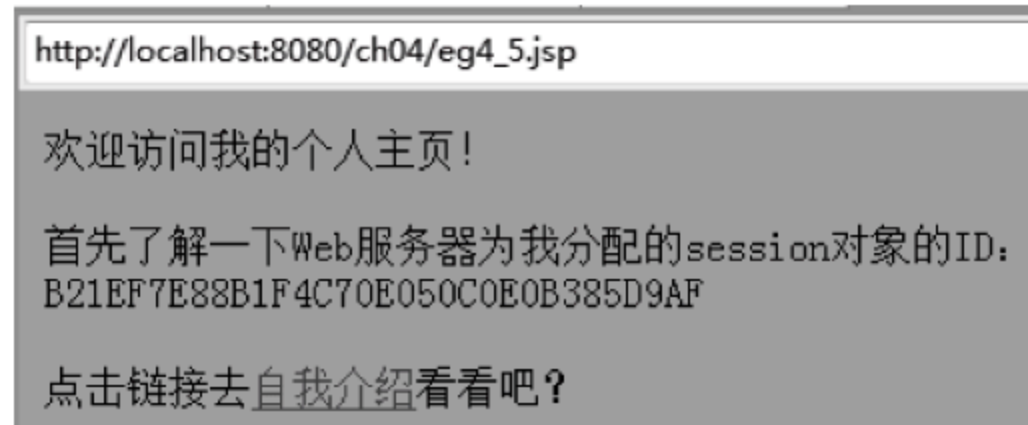 http://localhost:8080/ch04/eg4_5.jsp
欢迎访问我的个人主页!
首先了解一下Web服务器为我分配的session对象的ID:
B21EF7E88B1F4C70E050C0E0B385D9AF
点击链接去自我介绍看看吧?